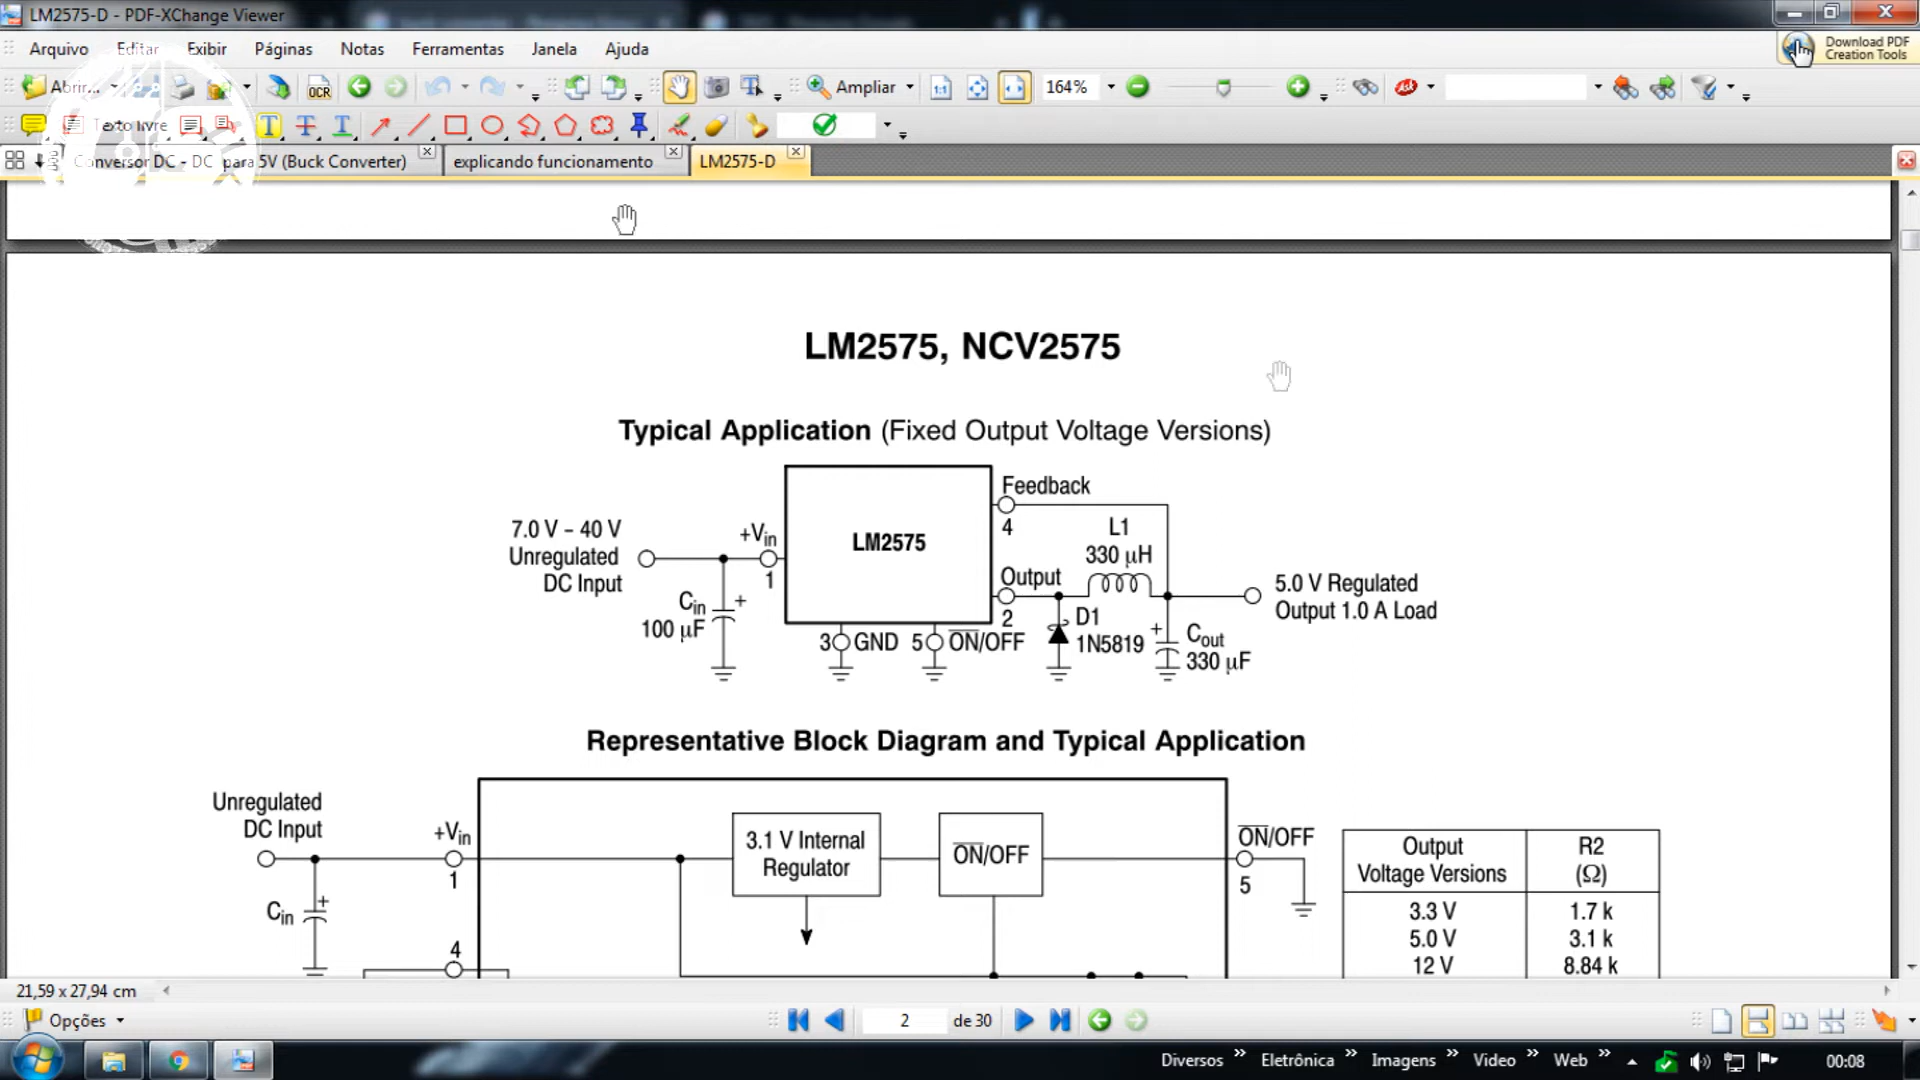 LM2575-D - PDF-XChange Viewer
Arquivo Editar Exibir Páginas Notas Ferramentas Janela Ajuda
Download PDF
Creation Tools
Abrir... OCR Ampliar 1:1 164% Ask
Texto livre
Conversor DC - DC para 5V (Buck Converter) explicando funcionamento LM2575-D
LM2575, NCV2575
Typical Application (Fixed Output Voltage Versions)
7.0 V – 40 V
Unregulated
DC Input
+Vin
1
Cin
100 µF
+
LM2575
Feedback
4
L1
330 µH
Output
2
D1
1N5819
3 GND 5 ON/OFF
+
Cout
330 µF
5.0 V Regulated
Output 1.0 A Load
Representative Block Diagram and Typical Application
Unregulated
DC Input
+Vin
1
Cin
+
4
3.1 V Internal
Regulator
ON/OFF
ON/OFF
5
Output
Voltage Versions
R2
(Ω)
3.3 V 1.7 k
5.0 V 3.1 k
12 V 8.84 k
21,59 x 27,94 cm
Opções 2 de 30
Diversos » Eletrônica » Imagens » Video » Web » 00:08